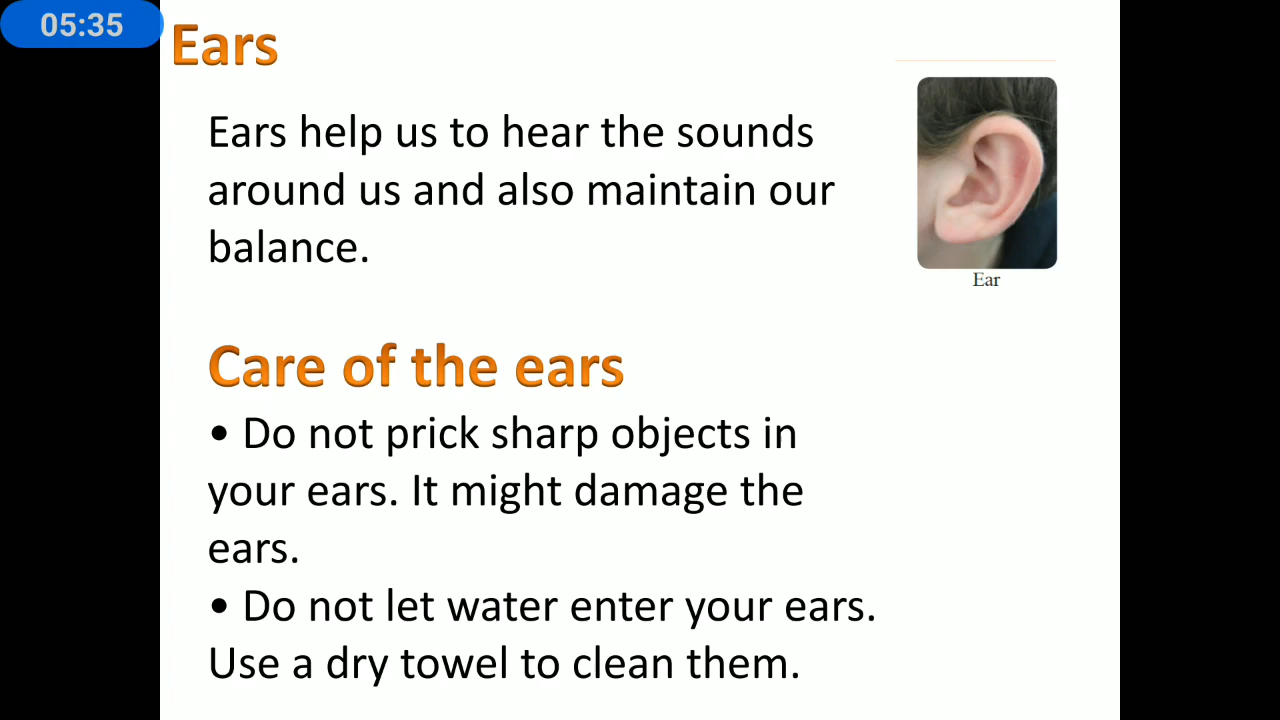 05:35
Ears
Ears help us to hear the sounds
around us and also maintain our
balance.
Ear
Care of the ears
• Do not prick sharp objects in
your ears. It might damage the
ears.
• Do not let water enter your ears.
Use a dry towel to clean them.